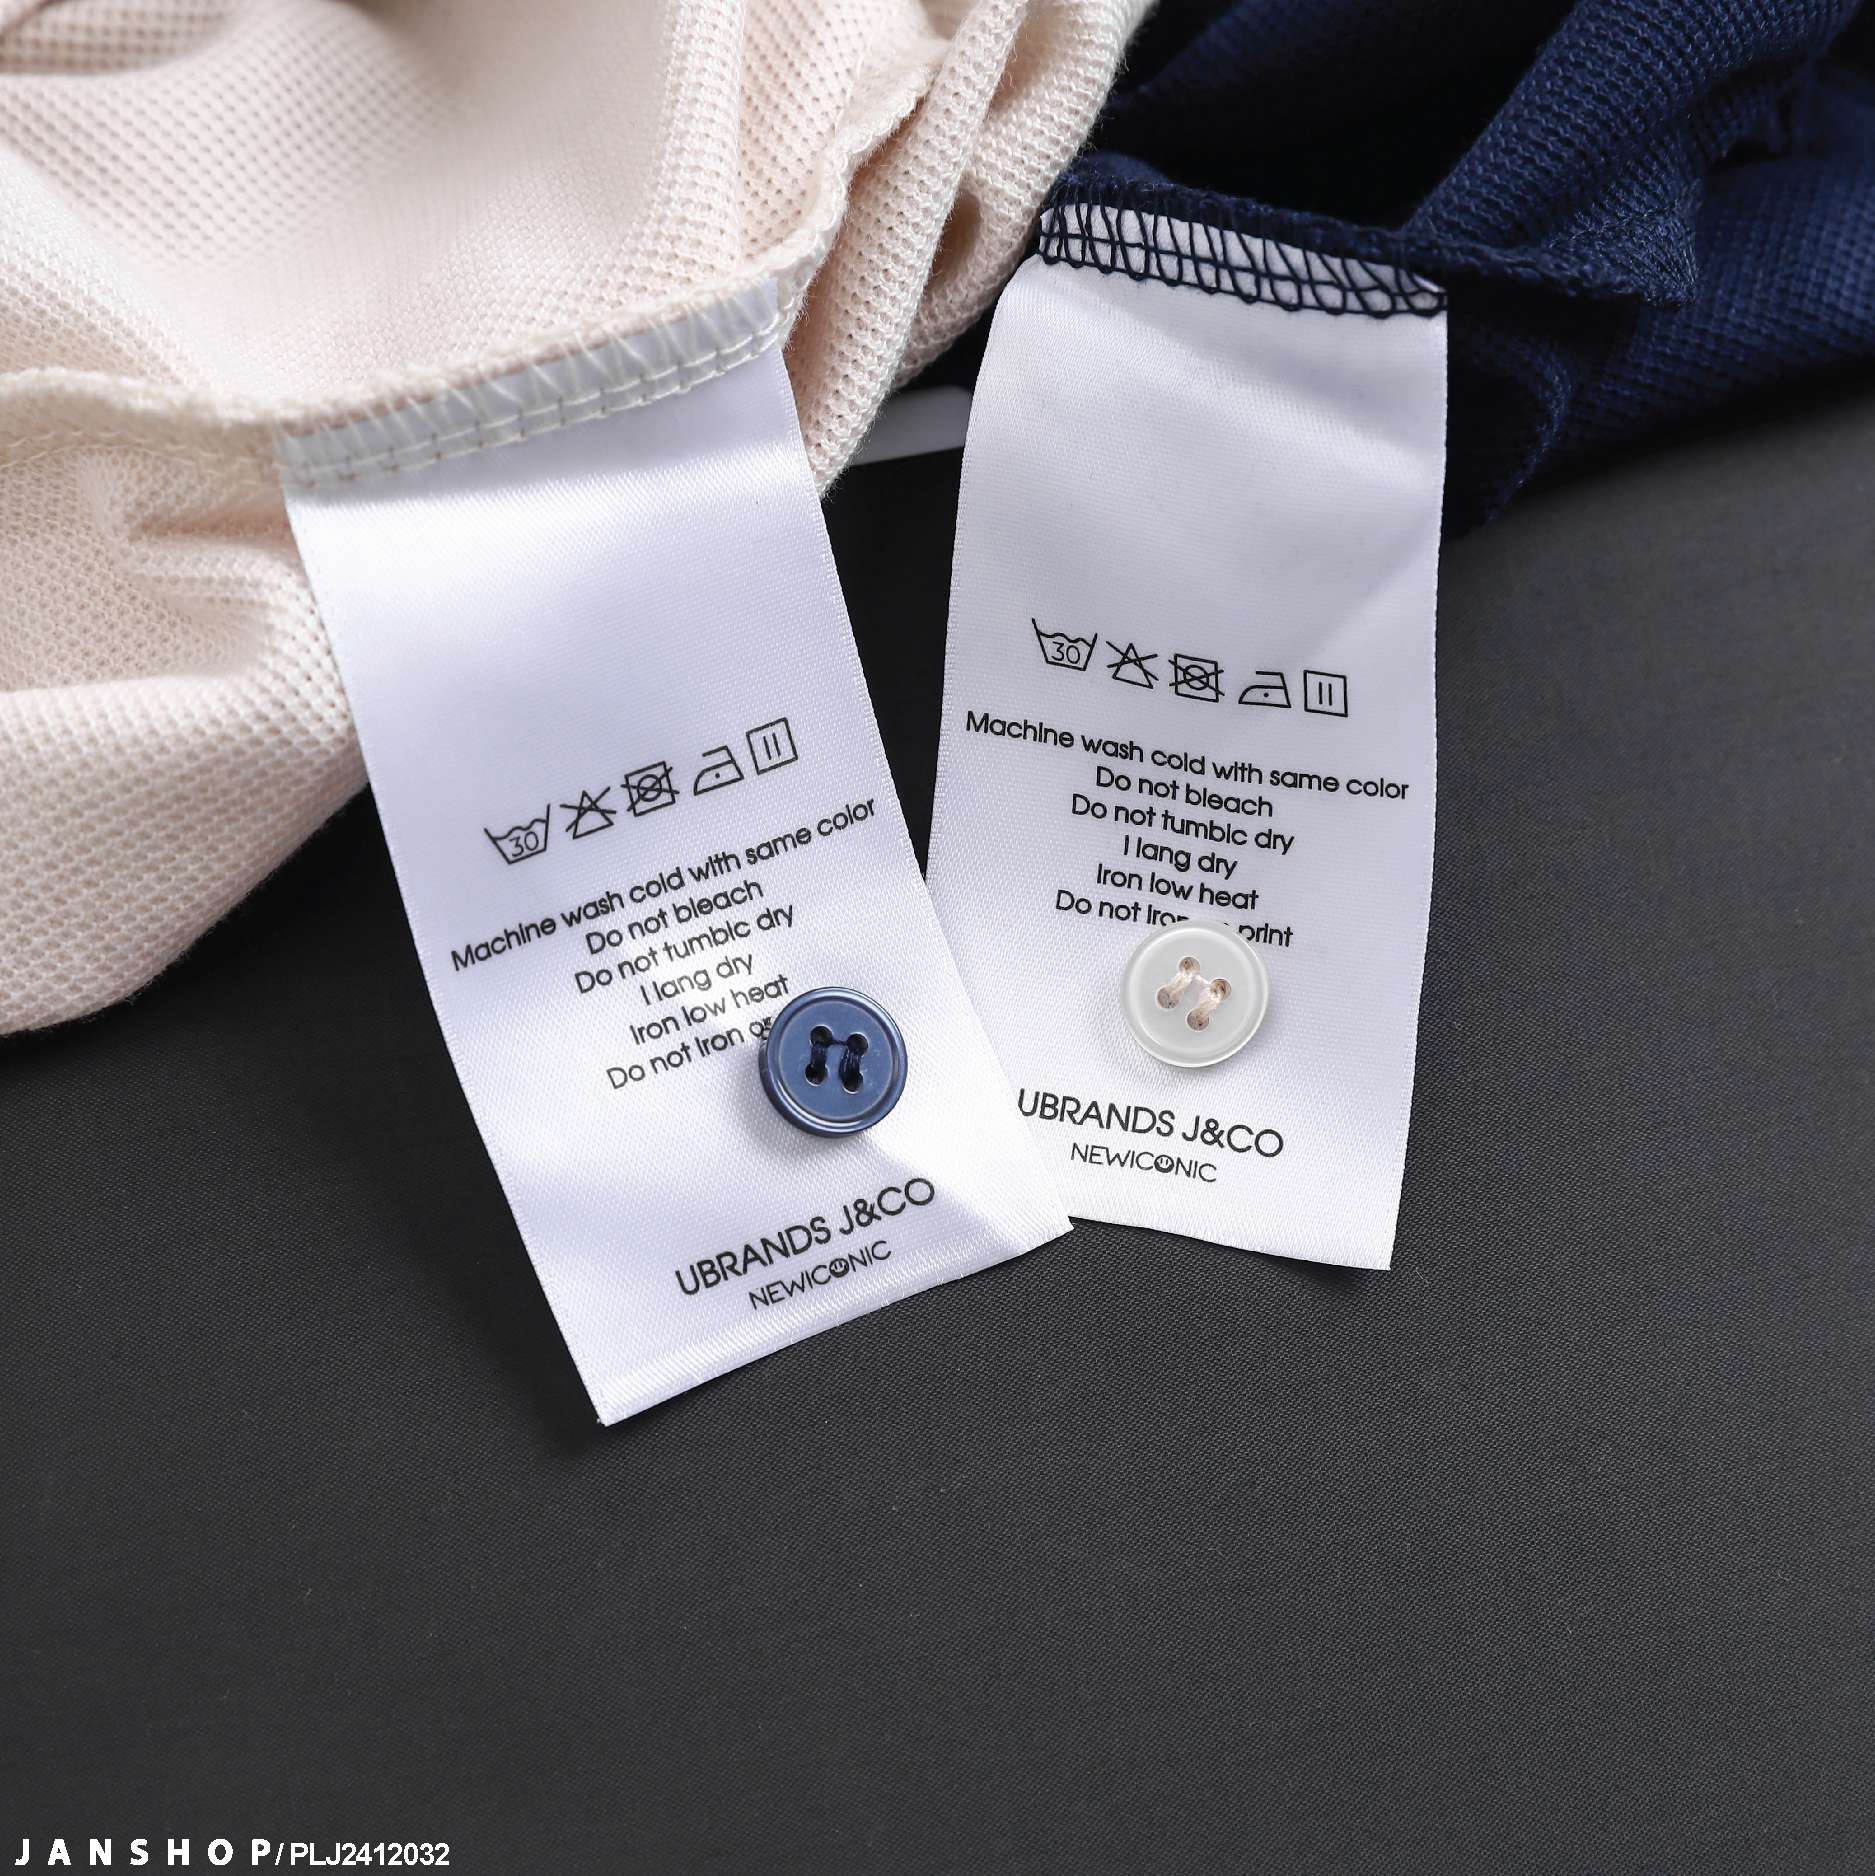 30
Machine wash cold with same color
Do not bleach
Do not tumbic dry
I lang dry
Iron low heat
Do not Iron
UBRANDS J&CO
NEWICONIC
30
Machine wash cold with same color
Do not bleach
Do not tumbic dry
I lang dry
Iron low heat
Do not print
UBRANDS J&CO
NEWICONIC
JANSHOP/PLJ2412032